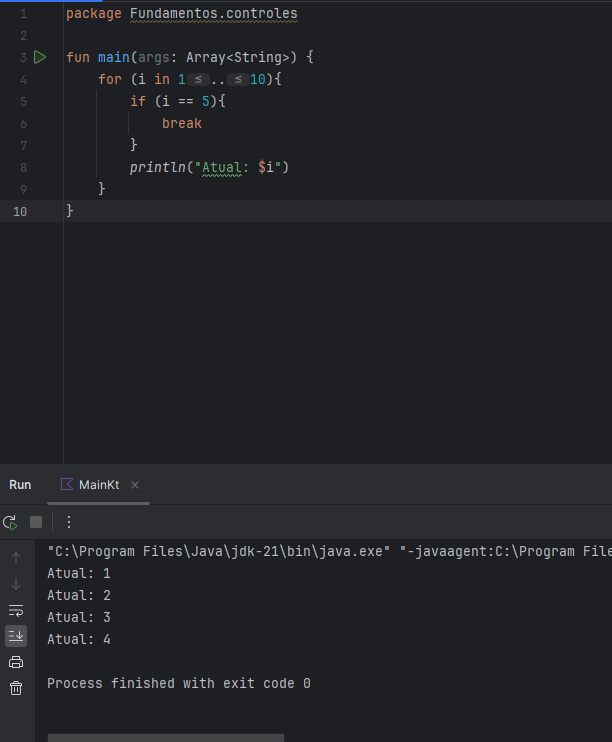 1 package Fundamentos.controles
2
3 fun main(args: Array<String>) {
4 for (i in 1 ≤ .. ≤ 10){
5 if (i == 5){
6 break
7 }
8 println("Atual: $i")
9 }
10 }
Run MainKt
"C:\Program Files\Java\jdk-21\bin\java.exe" "-javaagent:C:\Program File
Atual: 1
Atual: 2
Atual: 3
Atual: 4
Process finished with exit code 0